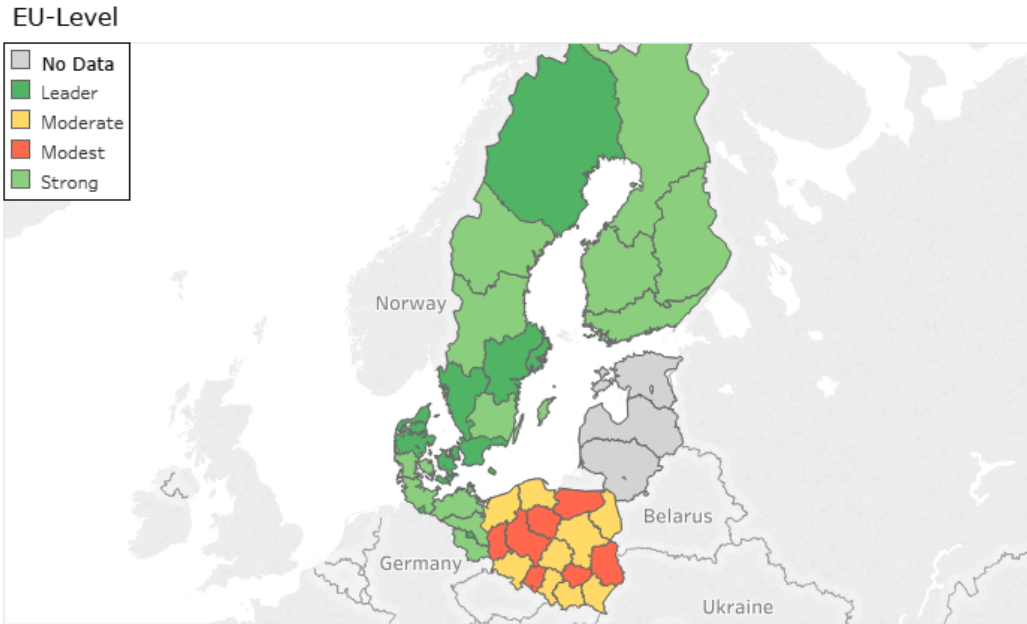 EU-Level
No Data
Leader
Moderate
Modest
Strong
Norway
Belarus
Germany
Ukraine